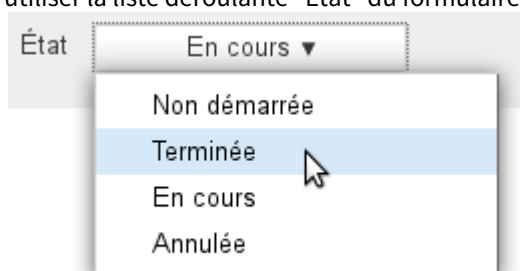 utiliser la liste déroulante "État" du formulaire
État En cours ▼
Non démarrée
Terminée
En cours
Annulée